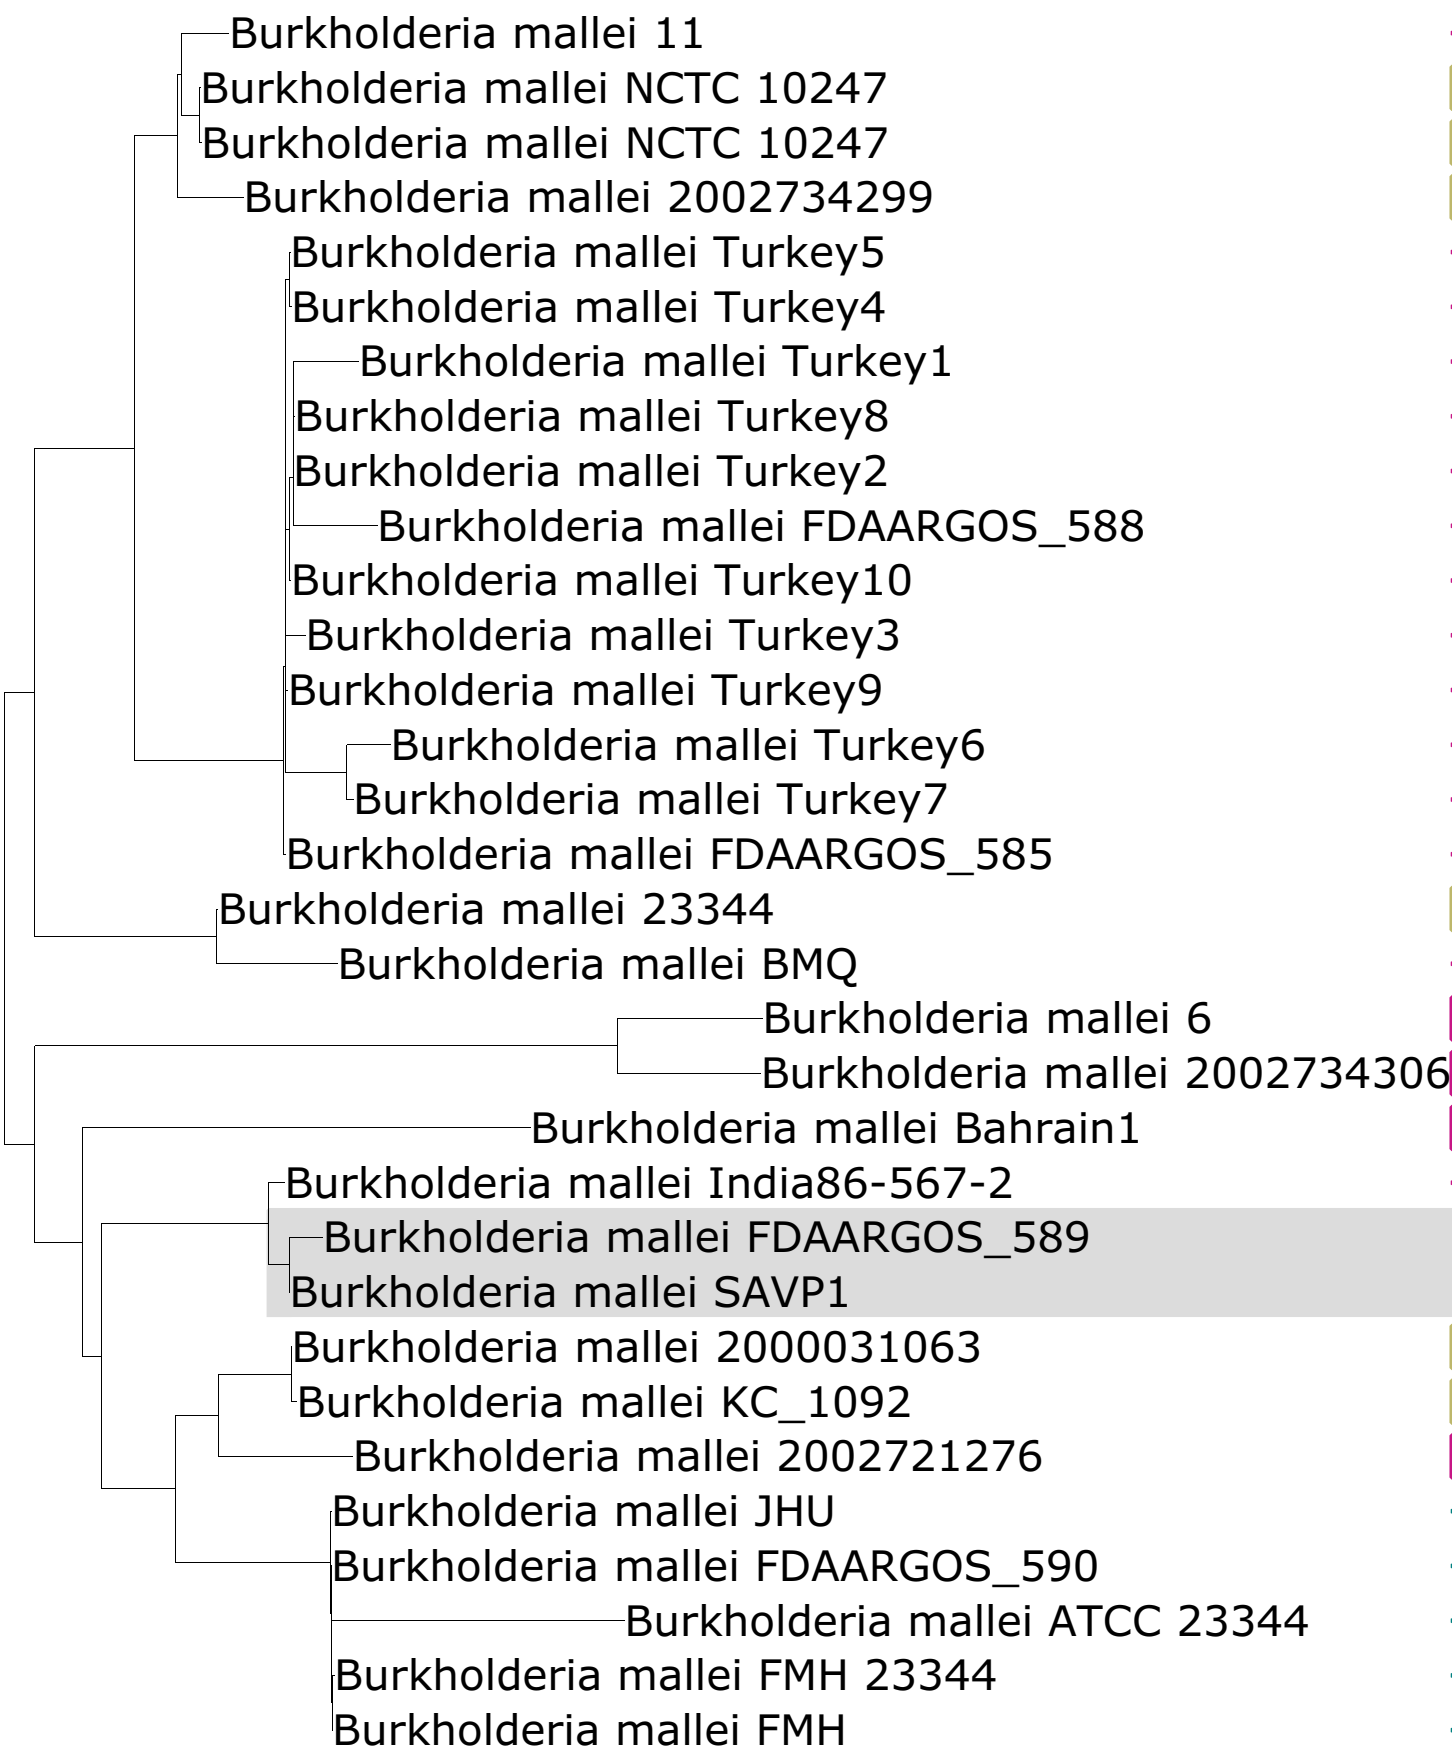 Burkholderia mallei 11
Burkholderia mallei NCTC 10247
Burkholderia mallei NCTC 10247
Burkholderia mallei 2002734299
Burkholderia mallei Turkey5
Burkholderia mallei Turkey4
Burkholderia mallei Turkey1
Burkholderia mallei Turkey8
Burkholderia mallei Turkey2
Burkholderia mallei FDAARGOS_588
Burkholderia mallei Turkey10
Burkholderia mallei Turkey3
Burkholderia mallei Turkey9
Burkholderia mallei Turkey6
Burkholderia mallei Turkey7
Burkholderia mallei FDAARGOS_585
Burkholderia mallei 23344
Burkholderia mallei BMQ
Burkholderia mallei 6
Burkholderia mallei 2002734306
Burkholderia mallei Bahrain1
Burkholderia mallei India86-567-2
Burkholderia mallei FDAARGOS_589
Burkholderia mallei SAVP1
Burkholderia mallei 2000031063
Burkholderia mallei KC_1092
Burkholderia mallei 2002721276
Burkholderia mallei JHU
Burkholderia mallei FDAARGOS_590
Burkholderia mallei ATCC 23344
Burkholderia mallei FMH 23344
Burkholderia mallei FMH